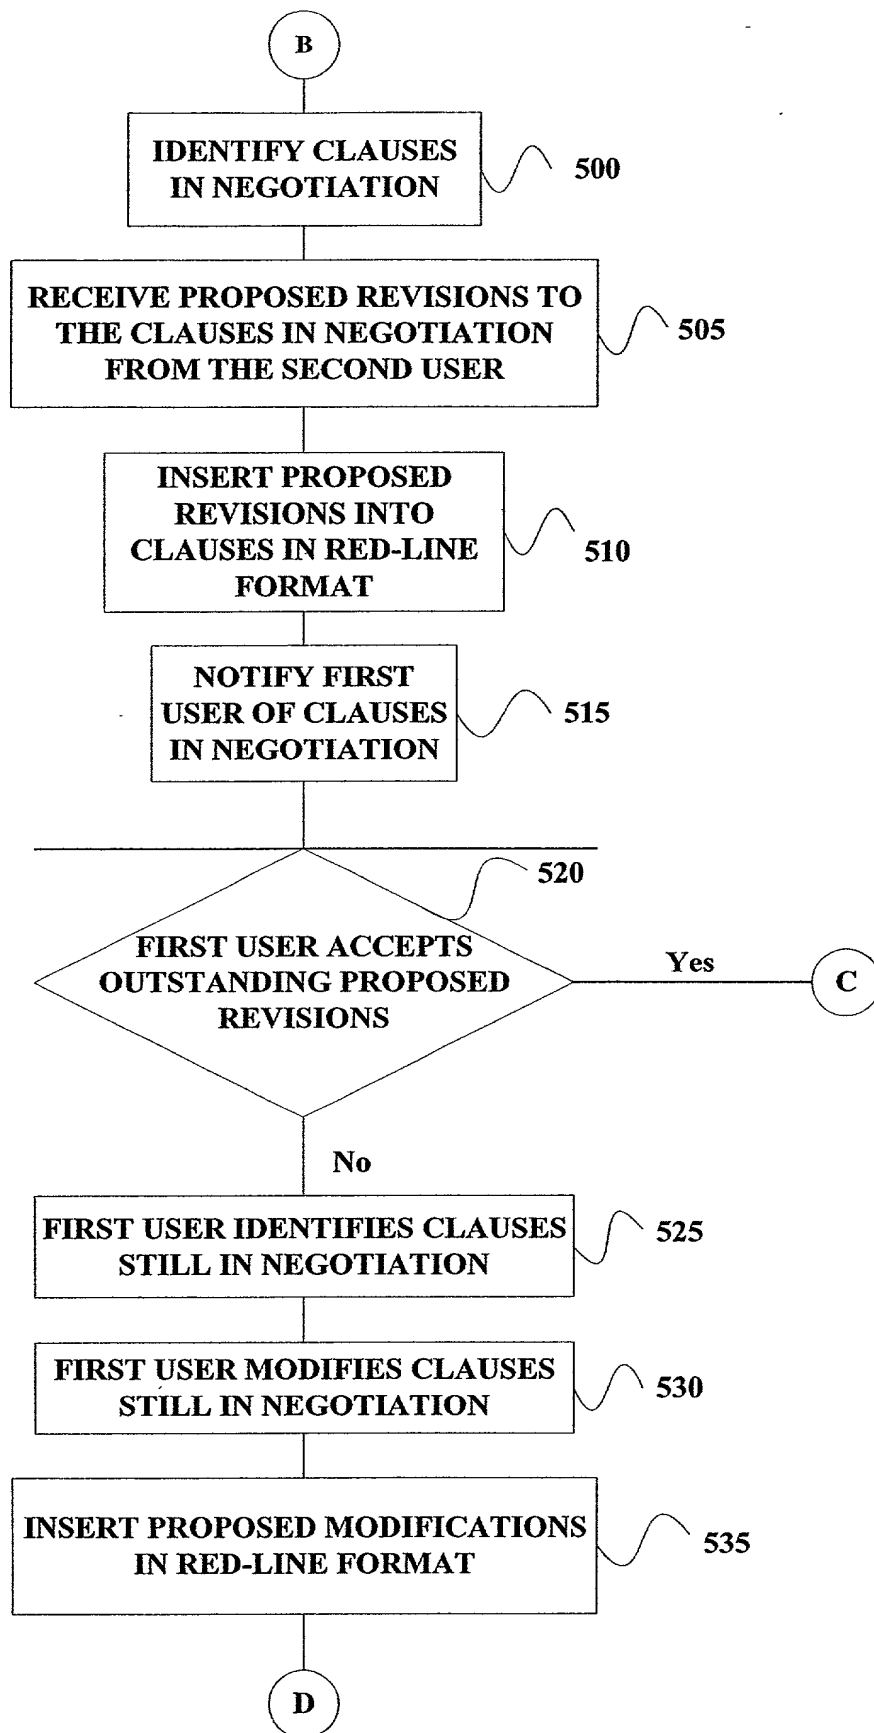 B
IDENTIFY CLAUSES
IN NEGOTIATION
500
RECEIVE PROPOSED REVISIONS TO
THE CLAUSES IN NEGOTIATION
FROM THE SECOND USER
505
INSERT PROPOSED
REVISIONS INTO
CLAUSES IN RED-LINE
FORMAT
510
NOTIFY FIRST
USER OF CLAUSES
IN NEGOTIATION
515
520
FIRST USER ACCEPTS
OUTSTANDING PROPOSED
REVISIONS
Yes
C
No
FIRST USER IDENTIFIES CLAUSES
STILL IN NEGOTIATION
525
FIRST USER MODIFIES CLAUSES
STILL IN NEGOTIATION
530
INSERT PROPOSED MODIFICATIONS
IN RED-LINE FORMAT
535
D